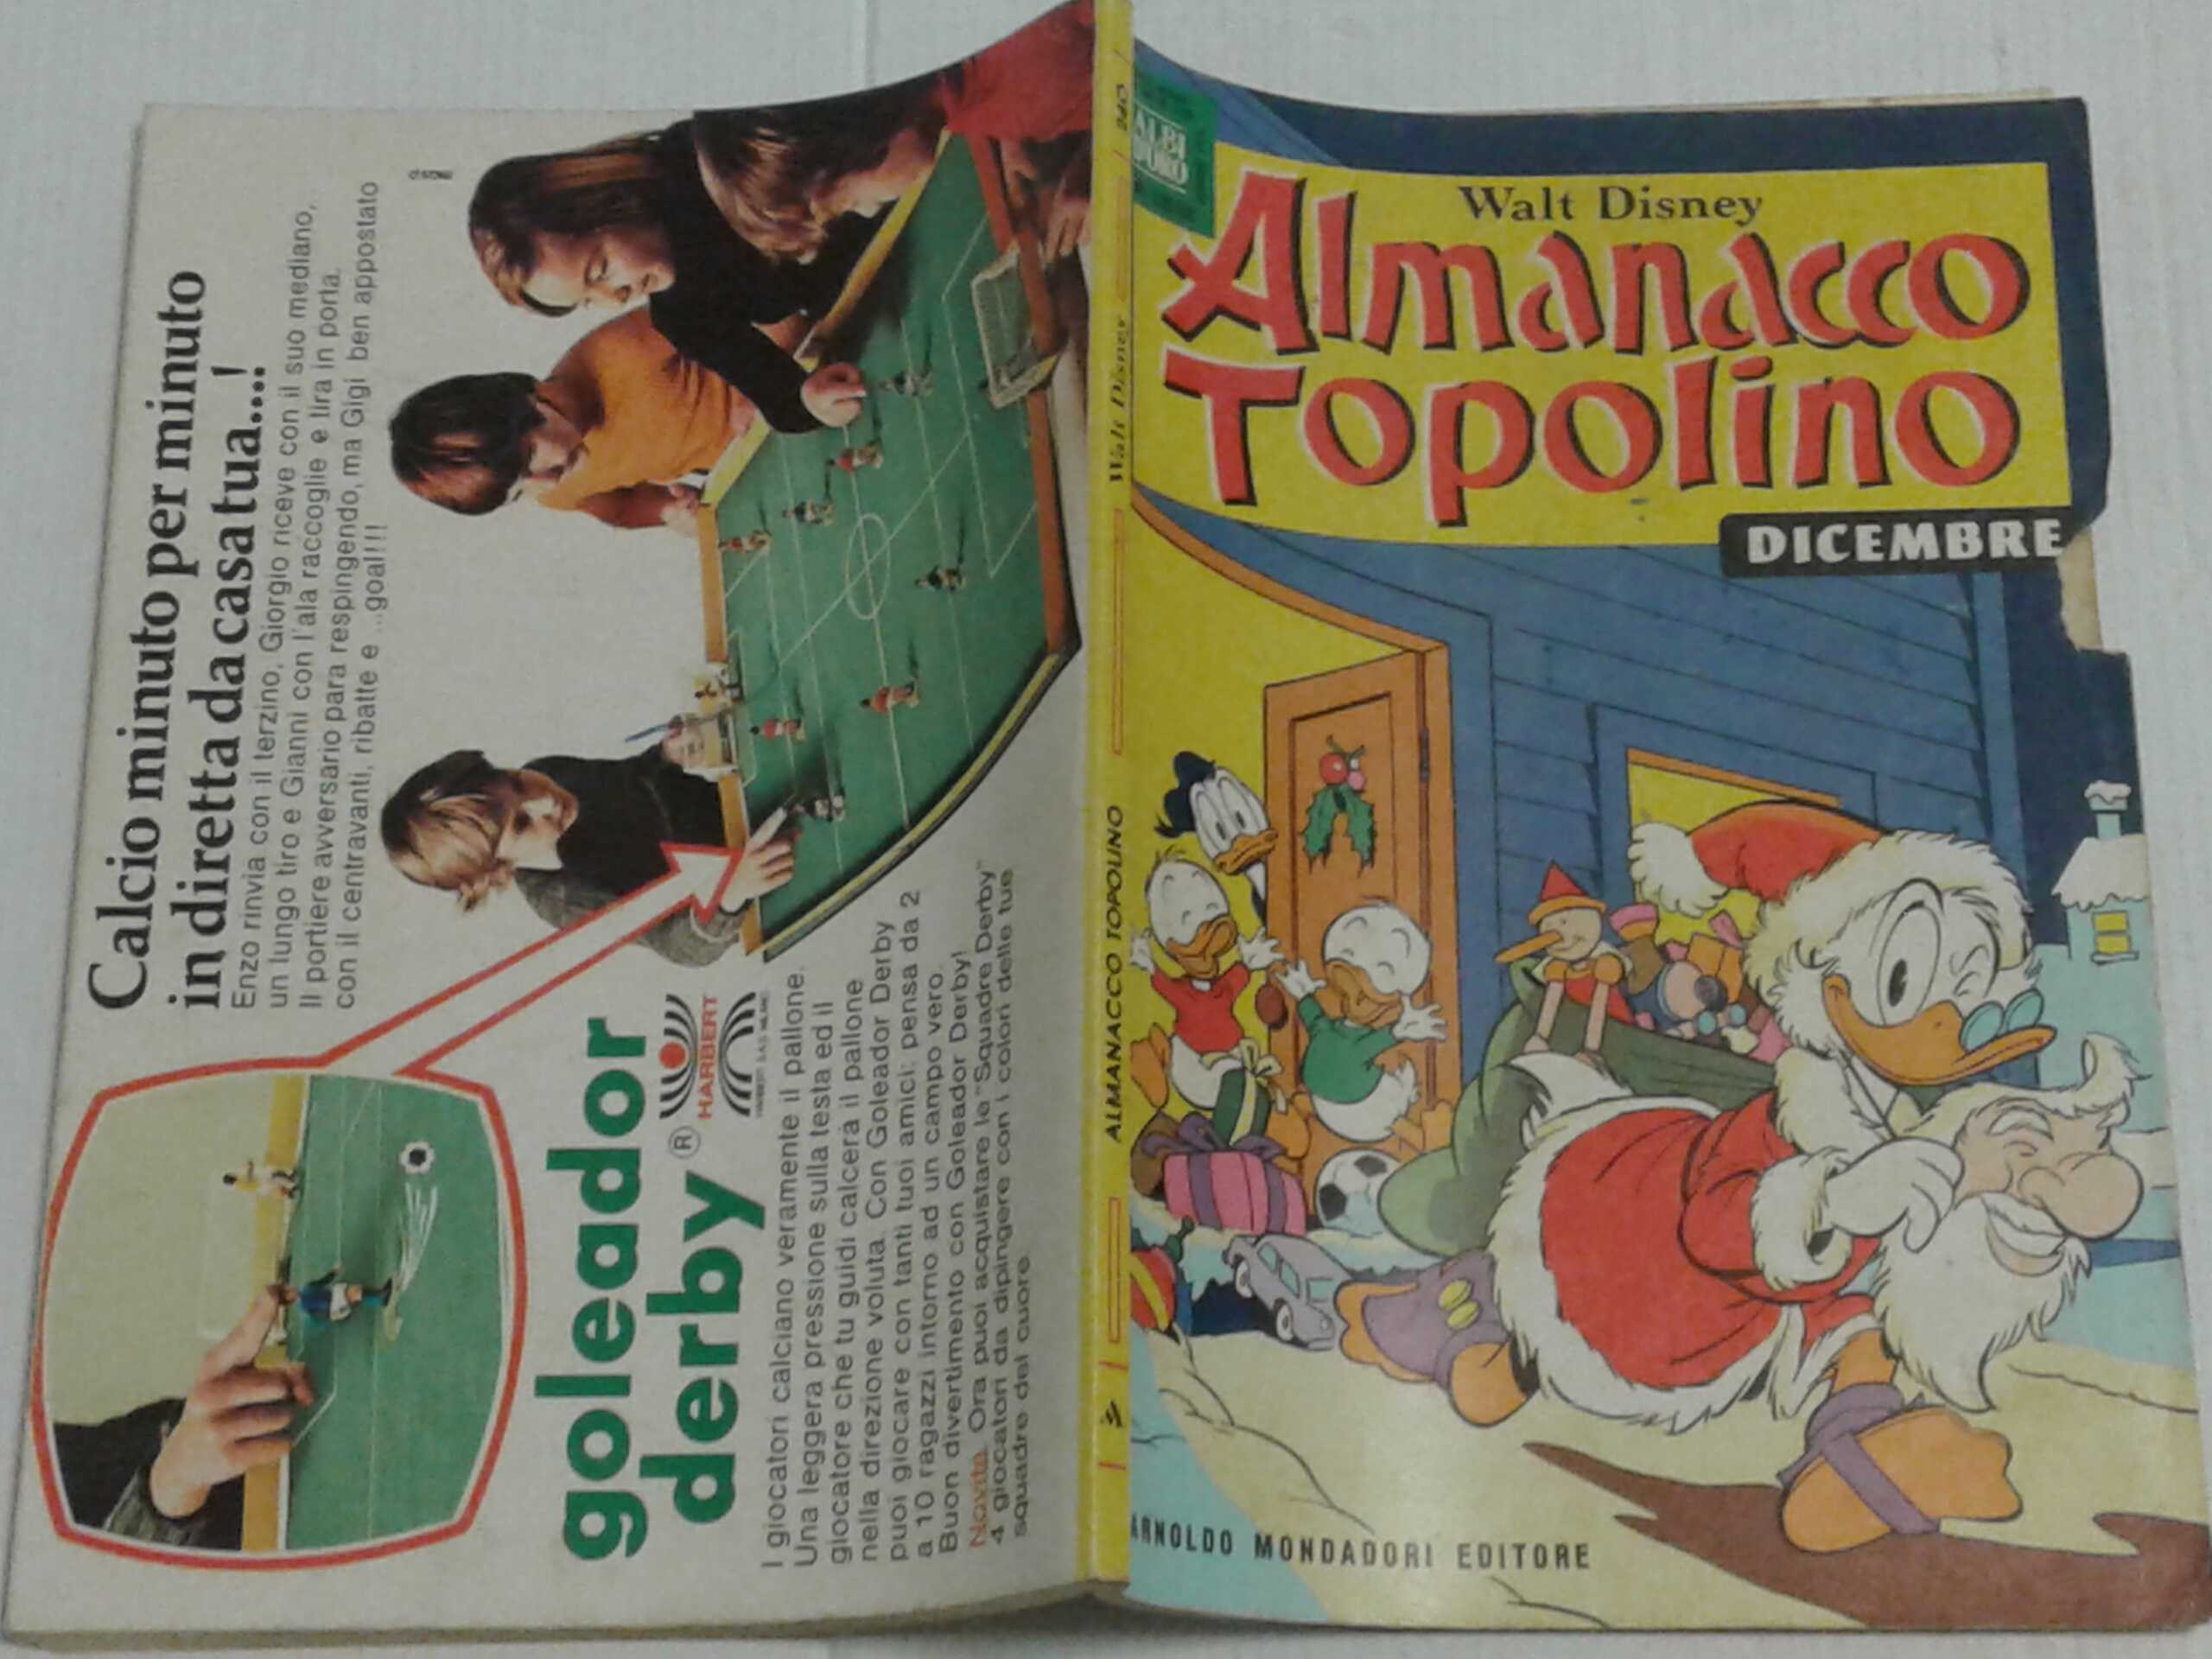 Calcio minuto per minuto
in diretta da casa tua....!
Enzo rinvia con il terzino, Giorgio riceve con il suo mediano,
un lungo tiro e Gianni con l'ala raccoglie e tira in porta.
Il portiere avversario para respingendo, ma Gigi ben appostato
con il centravanti, ribatte e ...goal!!!
goleador
derby®
HARBERT
I giocatori calciano veramente il pallone.
Una leggera pressione sulla testa ed il
giocatore che tu guidi calcerà il pallone
nella direzione voluta. Con Goleador Derby
puoi giocare con tanti tuoi amici; pensa da 2
a 10 ragazzi intorno ad un campo vero.
Buon divertimento con Goleador Derby!
Novità. Ora puoi acquistare le "Squadre Derby"
4 giocatori da dipingere con i colori delle tue
squadre del cuore.
ALMANACCO TOPOLINO
Walt Disney
240
ALBI
D'ORO
Walt Disney
Almanacco
Topolino
DICEMBRE
ARNOLDO MONDADORI EDITORE